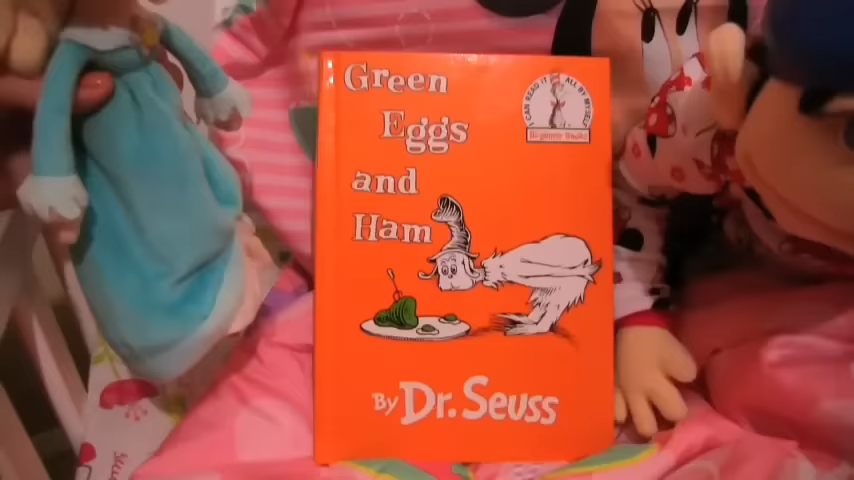 Green
Eggs
and
Ham
I CAN READ IT ALL BY MYSELF
Beginner Books
By Dr. Seuss